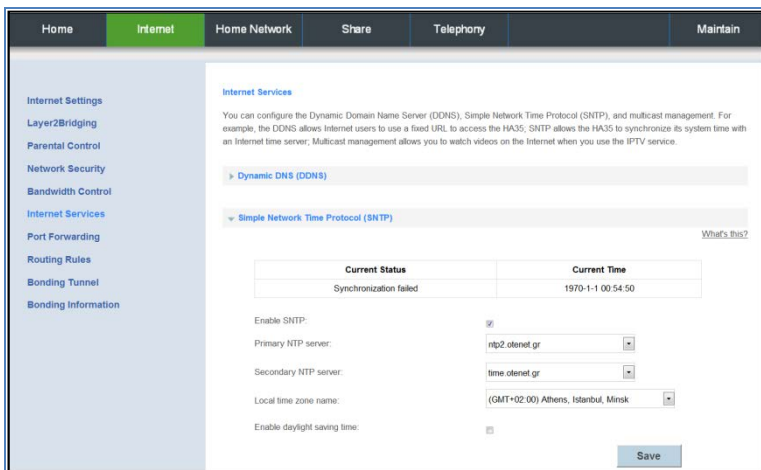 Home Internet Home Network Share Telephony Maintain
Internet Settings
Layer2Bridging
Parental Control
Network Security
Bandwidth Control
Internet Services
Port Forwarding
Routing Rules
Bonding Tunnel
Bonding Information
Internet Services
You can configure the Dynamic Domain Name Server (DDNS), Simple Network Time Protocol (SNTP), and multicast management. For
example, the DDNS allows Internet users to use a fixed URL to access the HA35; SNTP allows the HA35 to synchronize its system time with
an Internet time server; Multicast management allows you to watch videos on the Internet when you use the IPTV service.
Dynamic DNS (DDNS)
Simple Network Time Protocol (SNTP)
What's this?
Current Status Current Time
Synchronization failed 1970-1-1 00:54:50
Enable SNTP:
Primary NTP server: ntp2.otenet.gr
Secondary NTP server: time.otenet.gr
Local time zone name: (GMT+02:00) Athens, Istanbul, Minsk
Enable daylight saving time:
Save